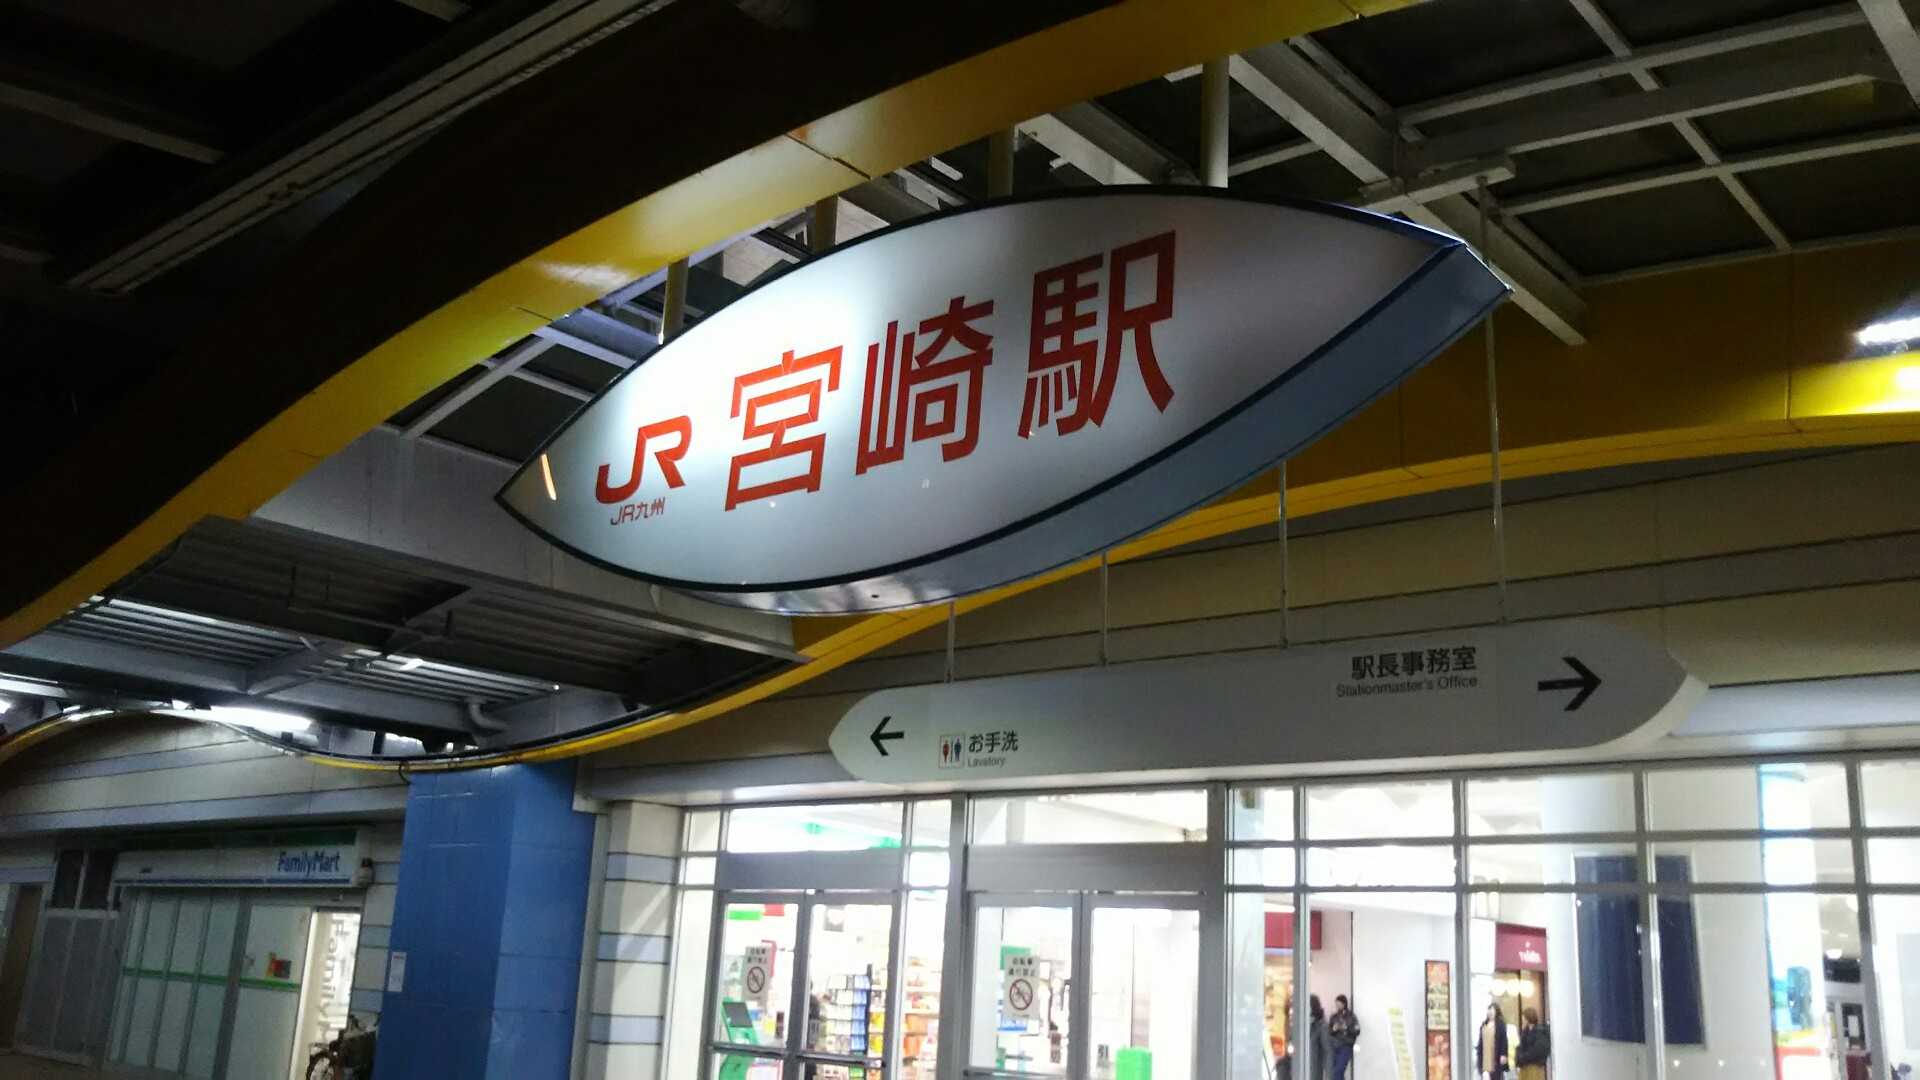 JR 宮崎駅
JR九州
駅長事務室
Stationmaster's Office
お手洗
Lavatory
FamilyMart